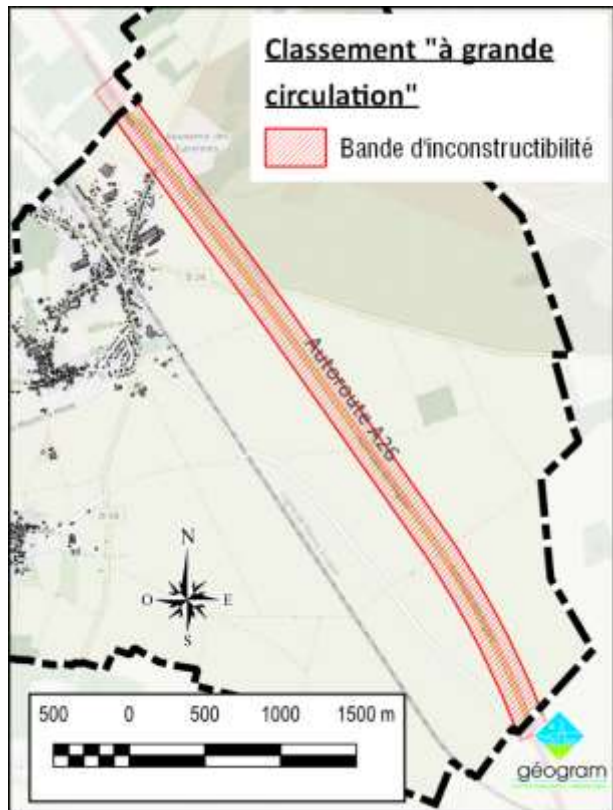 Classement "à grande
circulation"
Bande d'inconstructibilité
Autoroute A26
N
O
E
S
500 0 500 1000 1500 m
géogram